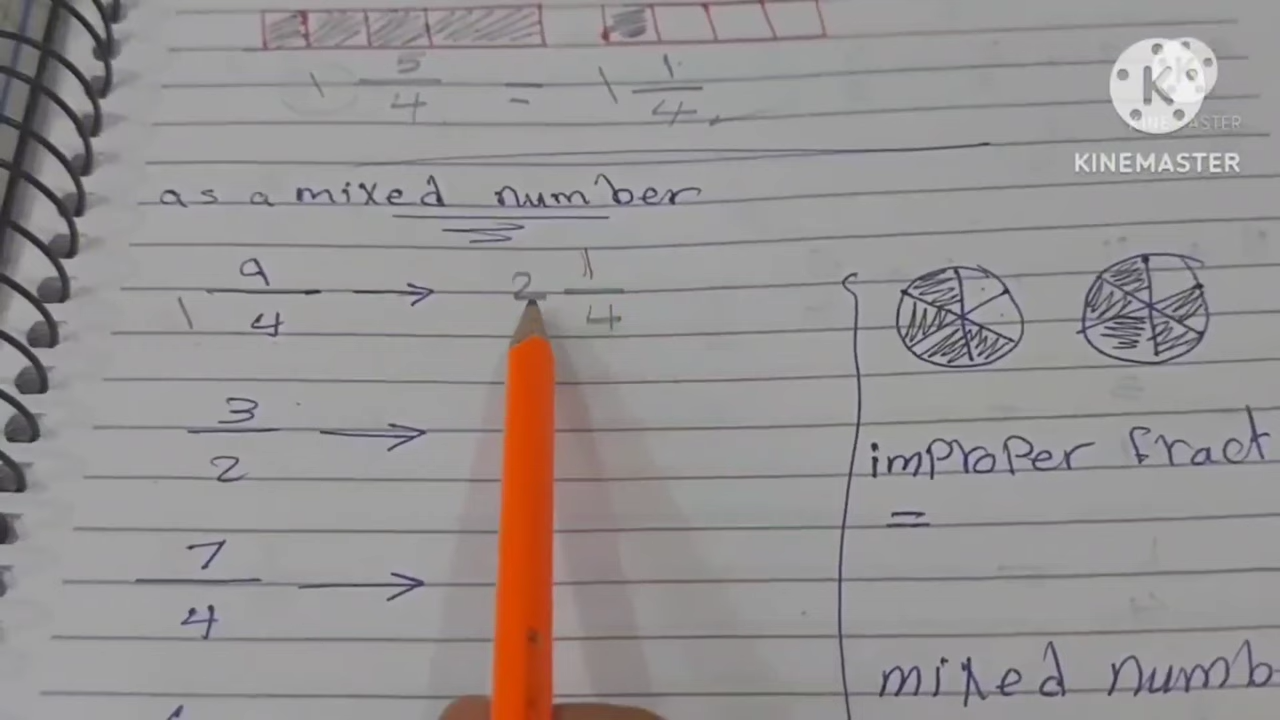 5/4 = 1 1/4
KINEMASTER
as a mixed number
9/4 → 2 1/4
3/2 →
7/4 →
improper fract
=
mixed numb